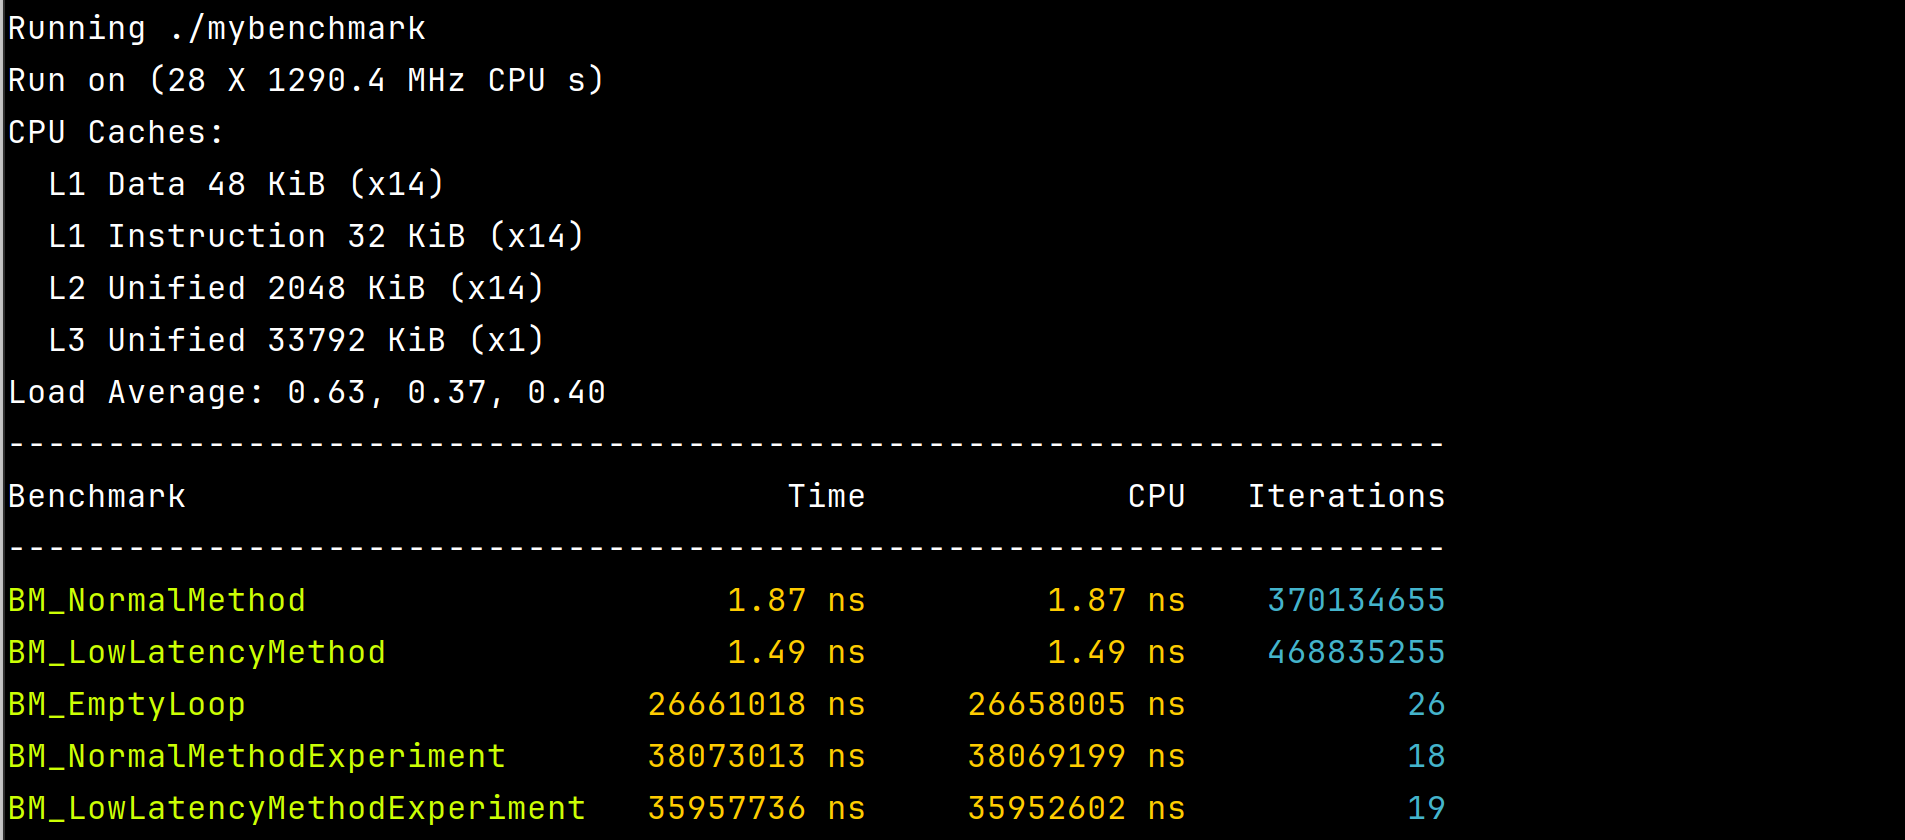 Running ./mybenchmark
Run on (28 X 1290.4 MHz CPU s)
CPU Caches:
  L1 Data 48 KiB (x14)
  L1 Instruction 32 KiB (x14)
  L2 Unified 2048 KiB (x14)
  L3 Unified 33792 KiB (x1)
Load Average: 0.63, 0.37, 0.40
------------------------------------------------------------------------
Benchmark                              Time             CPU   Iterations
------------------------------------------------------------------------
BM_NormalMethod                     1.87 ns         1.87 ns    370134655
BM_LowLatencyMethod                 1.49 ns         1.49 ns    468835255
BM_EmptyLoop                    26661018 ns     26658005 ns           26
BM_NormalMethodExperiment       38073013 ns     38069199 ns           18
BM_LowLatencyMethodExperiment   35957736 ns     35952602 ns           19